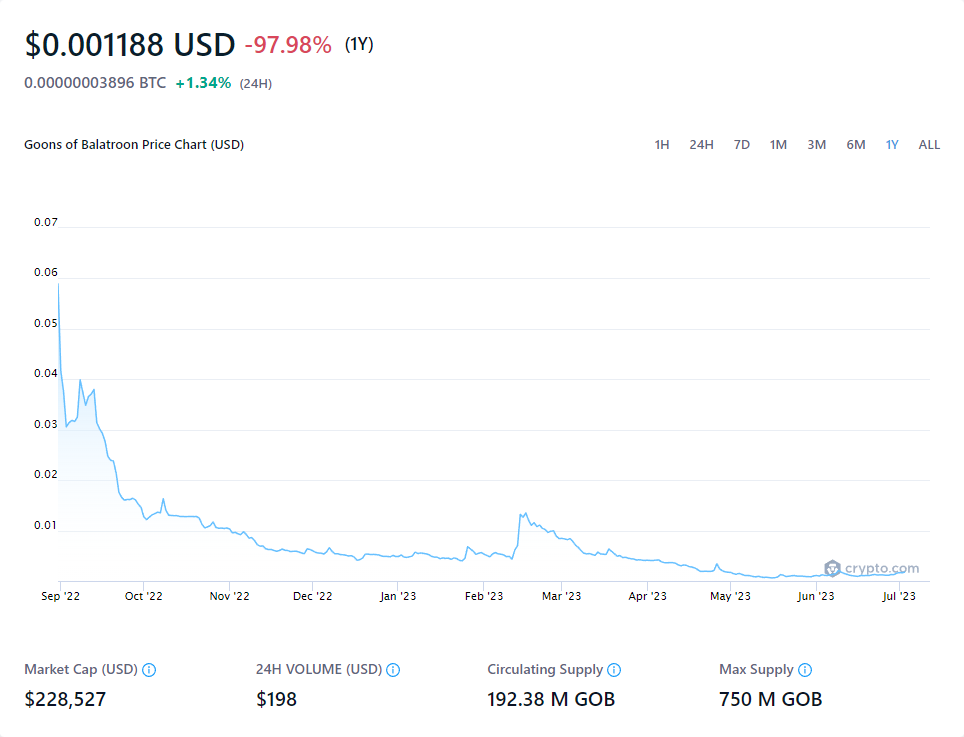 $0.001188 USD -97.98% (1Y)
0.00000003896 BTC +1.34% (24H)
Goons of Balatroon Price Chart (USD) 1H 24H 7D 1M 3M 6M 1Y ALL
0.07
0.06
0.05
0.04
0.03
0.02
0.01
crypto.com
Sep '22 Oct '22 Nov '22 Dec '22 Jan '23 Feb '23 Mar '23 Apr '23 May '23 Jun '23 Jul '23
Market Cap (USD) 24H VOLUME (USD) Circulating Supply Max Supply
$228,527 $198 192.38 M GOB 750 M GOB